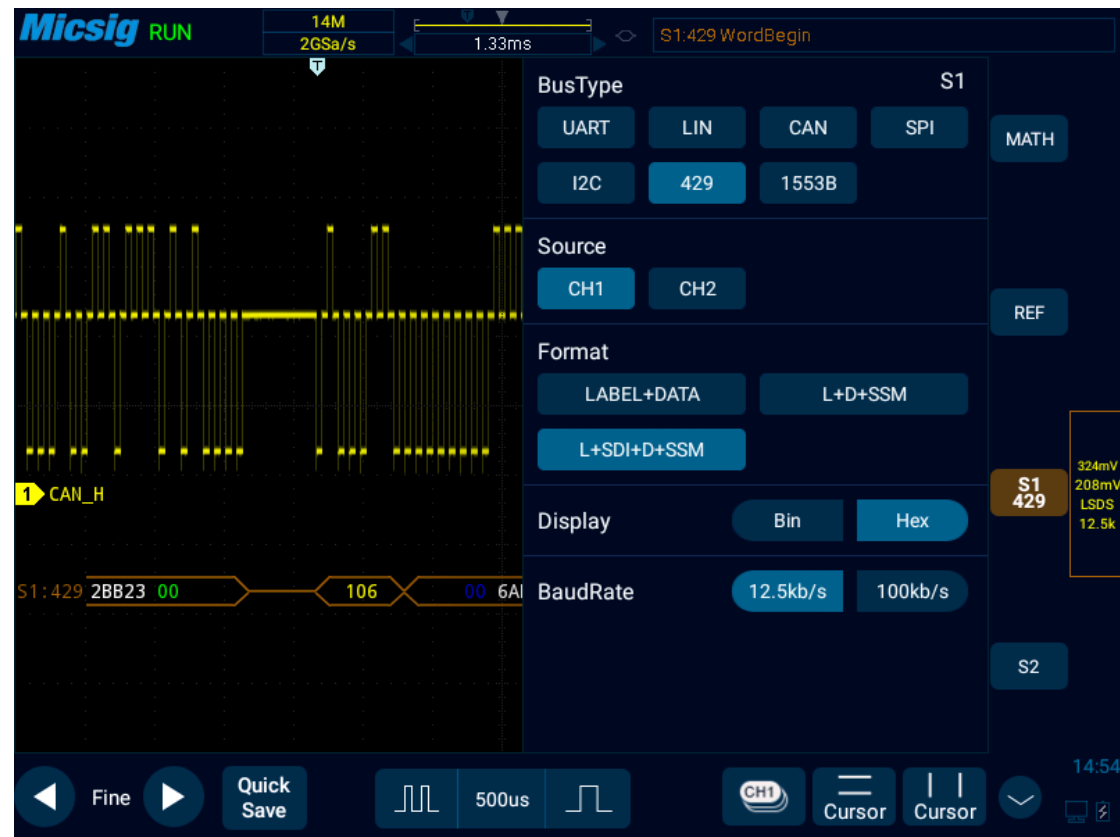 Micsig RUN 14M
2GSa/s
T
1.33ms
S1:429 WordBegin
T
BusType S1
UART LIN CAN SPI
I2C 429 1553B
Source
CH1 CH2
Format
LABEL+DATA L+D+SSM
L+SDI+D+SSM
Display Bin Hex
BaudRate 12.5kb/s 100kb/s
1 CAN_H
S1:429 2BB23 00 106 00
MATH
REF
S1
429
324mV
208mV
LSDS
12.5k
S2
Fine
Quick
Save
500us
CH1
Cursor
Cursor
14:54